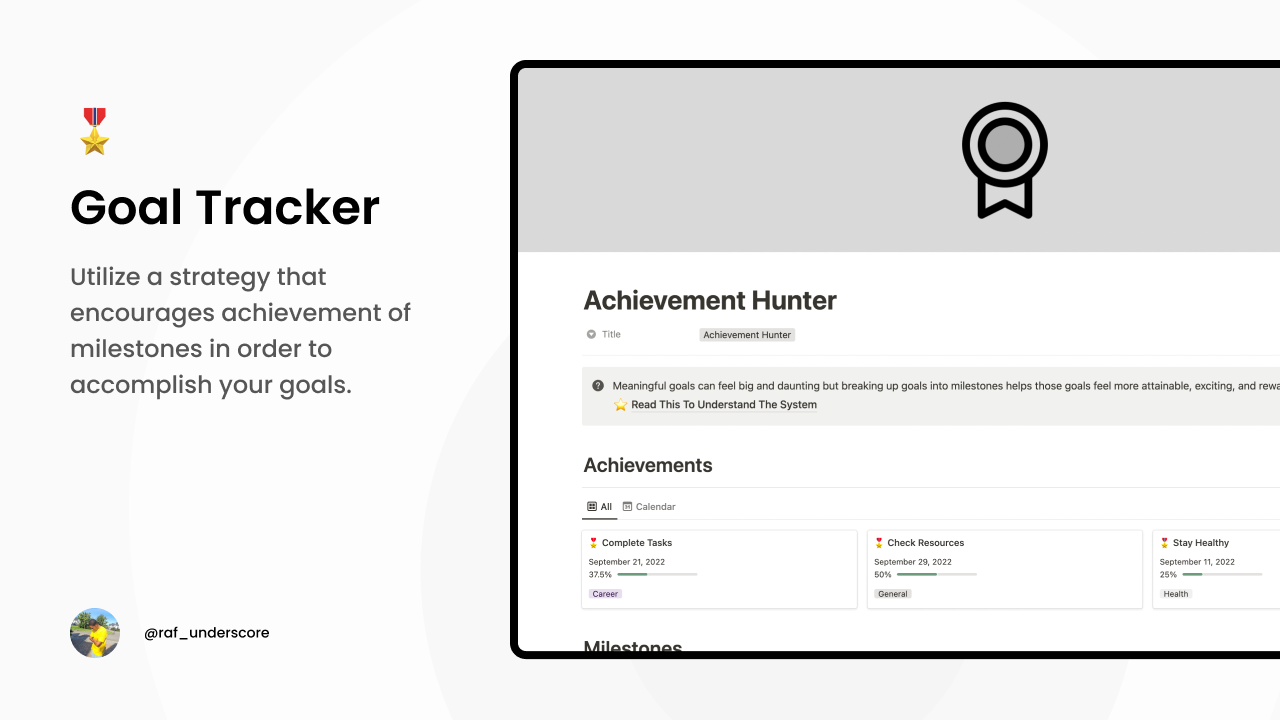 Goal Tracker
Utilize a strategy that
encourages achievement of
milestones in order to
accomplish your goals.
@raf_underscore
Achievement Hunter
Title
Achievement Hunter
Meaningful goals can feel big and daunting but breaking up goals into milestones helps those goals feel more attainable, exciting, and
Read This To Understand The System
Achievements
All
Calendar
Complete Tasks
September 21, 2022
37.5%
Career
Check Resources
September 29, 2022
50%
General
Stay Healthy
September 11, 2022
25%
Health
Milestones